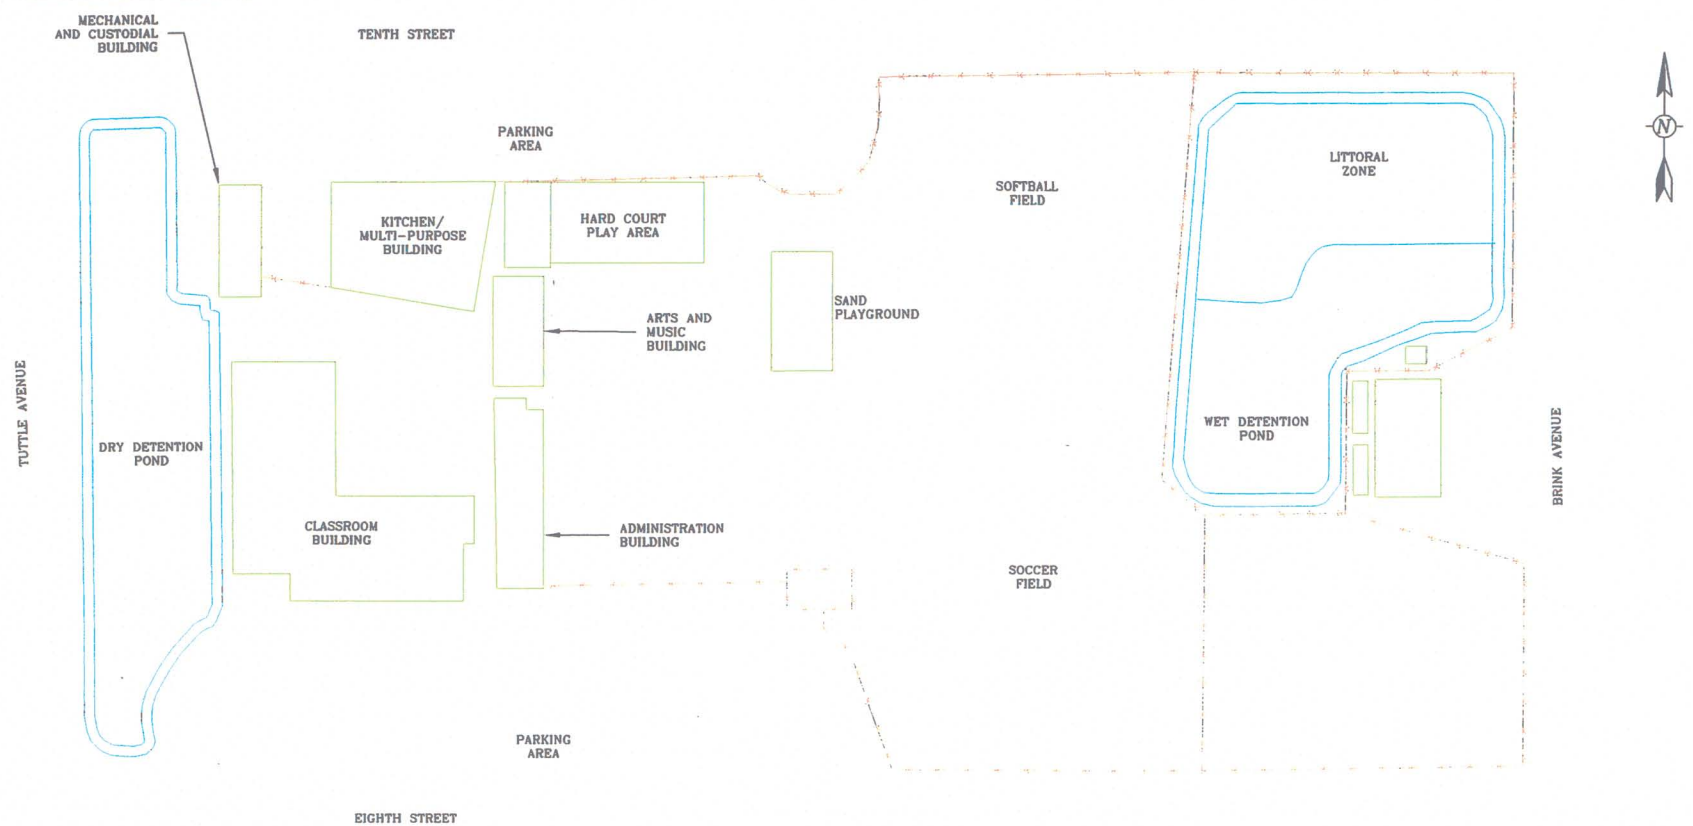 MECHANICAL
AND CUSTODIAL
BUILDING
TENTH STREET
PARKING
AREA
N
LITTORAL
ZONE
SOFTBALL
FIELD
KITCHEN/
MULTI-PURPOSE
BUILDING
HARD COURT
PLAY AREA
SAND
PLAYGROUND
ARTS AND
MUSIC
BUILDING
TUTTLE AVENUE
DRY DETENTION
POND
WET DETENTION
POND
BRINK AVENUE
CLASSROOM
BUILDING
ADMINISTRATION
BUILDING
SOCCER
FIELD
PARKING
AREA
EIGHTH STREET